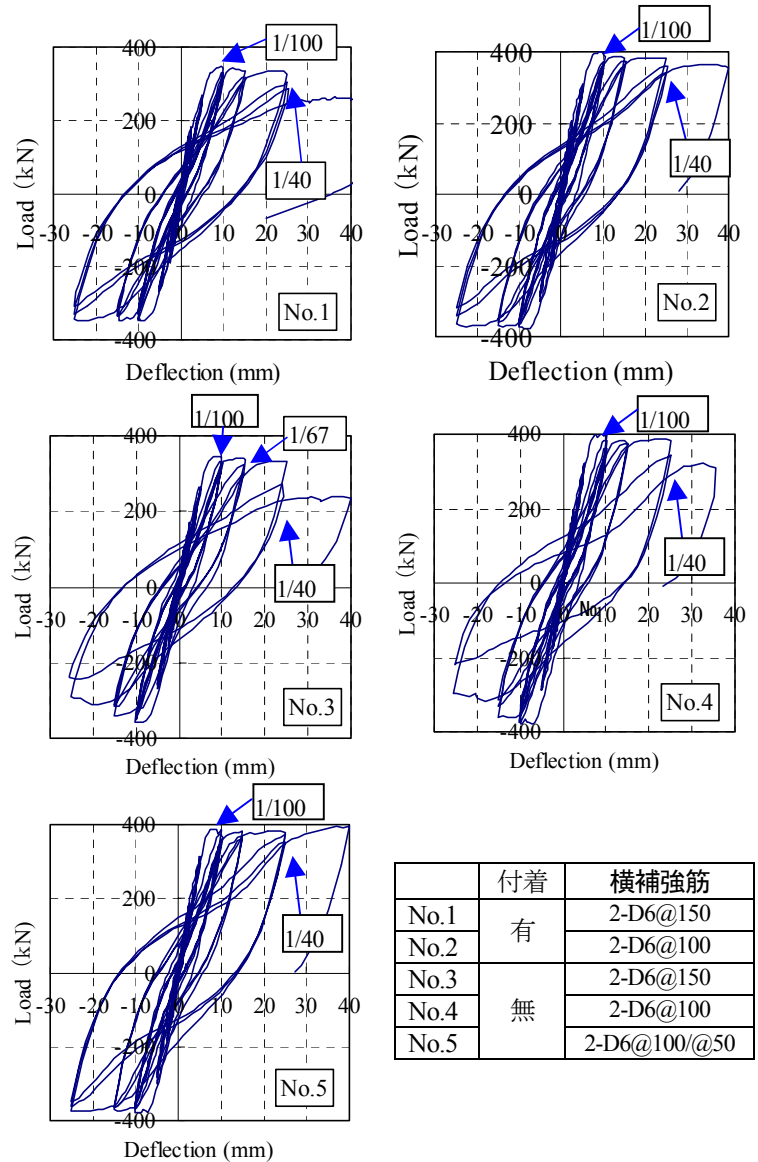 400
200
0
-200
-400
-30 -20 -10 0 10 20 30 40
Load (kN)
Deflection (mm)
1/100
1/40
No.1
400
200
0
-200
-400
-30 -20 -10 0 10 20 30 40
Load (kN)
Deflection (mm)
1/100
1/40
No.2
400
200
0
-200
-400
-30 -20 -10 0 10 20 30 40
Load (kN)
Deflection (mm)
1/100
1/67
1/40
No.3
400
200
0
-200
-400
-30 -20 -10 0 10 20 30 40
Load (kN)
Deflection (mm)
1/100
1/40
No.4
400
200
0
-200
-400
-30 -20 -10 0 10 20 30 40
Load (kN)
Deflection (mm)
1/100
1/40
No.5
付着 横補強筋
No.1 有 2-D6@150
No.2 2-D6@100
No.3 無 2-D6@150
No.4 2-D6@100
No.5 2-D6@100/@50